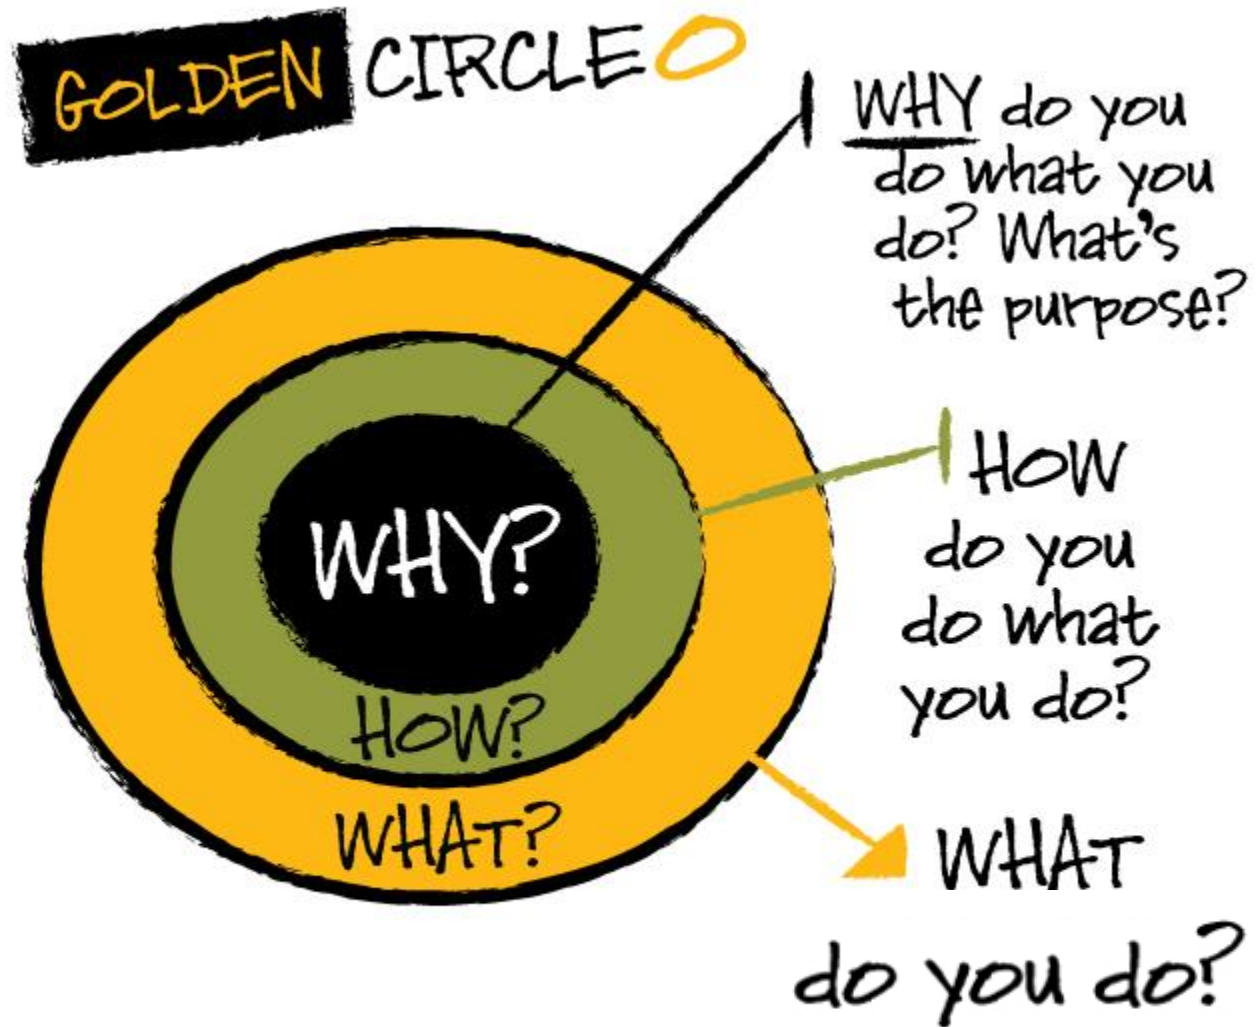 GOLDEN CIRCLE
WHY do you
do what you
do? What's
the purpose?
WHY?
HOW?
WHAT?
HOW
do you
do what
you do?
WHAT
do you do?